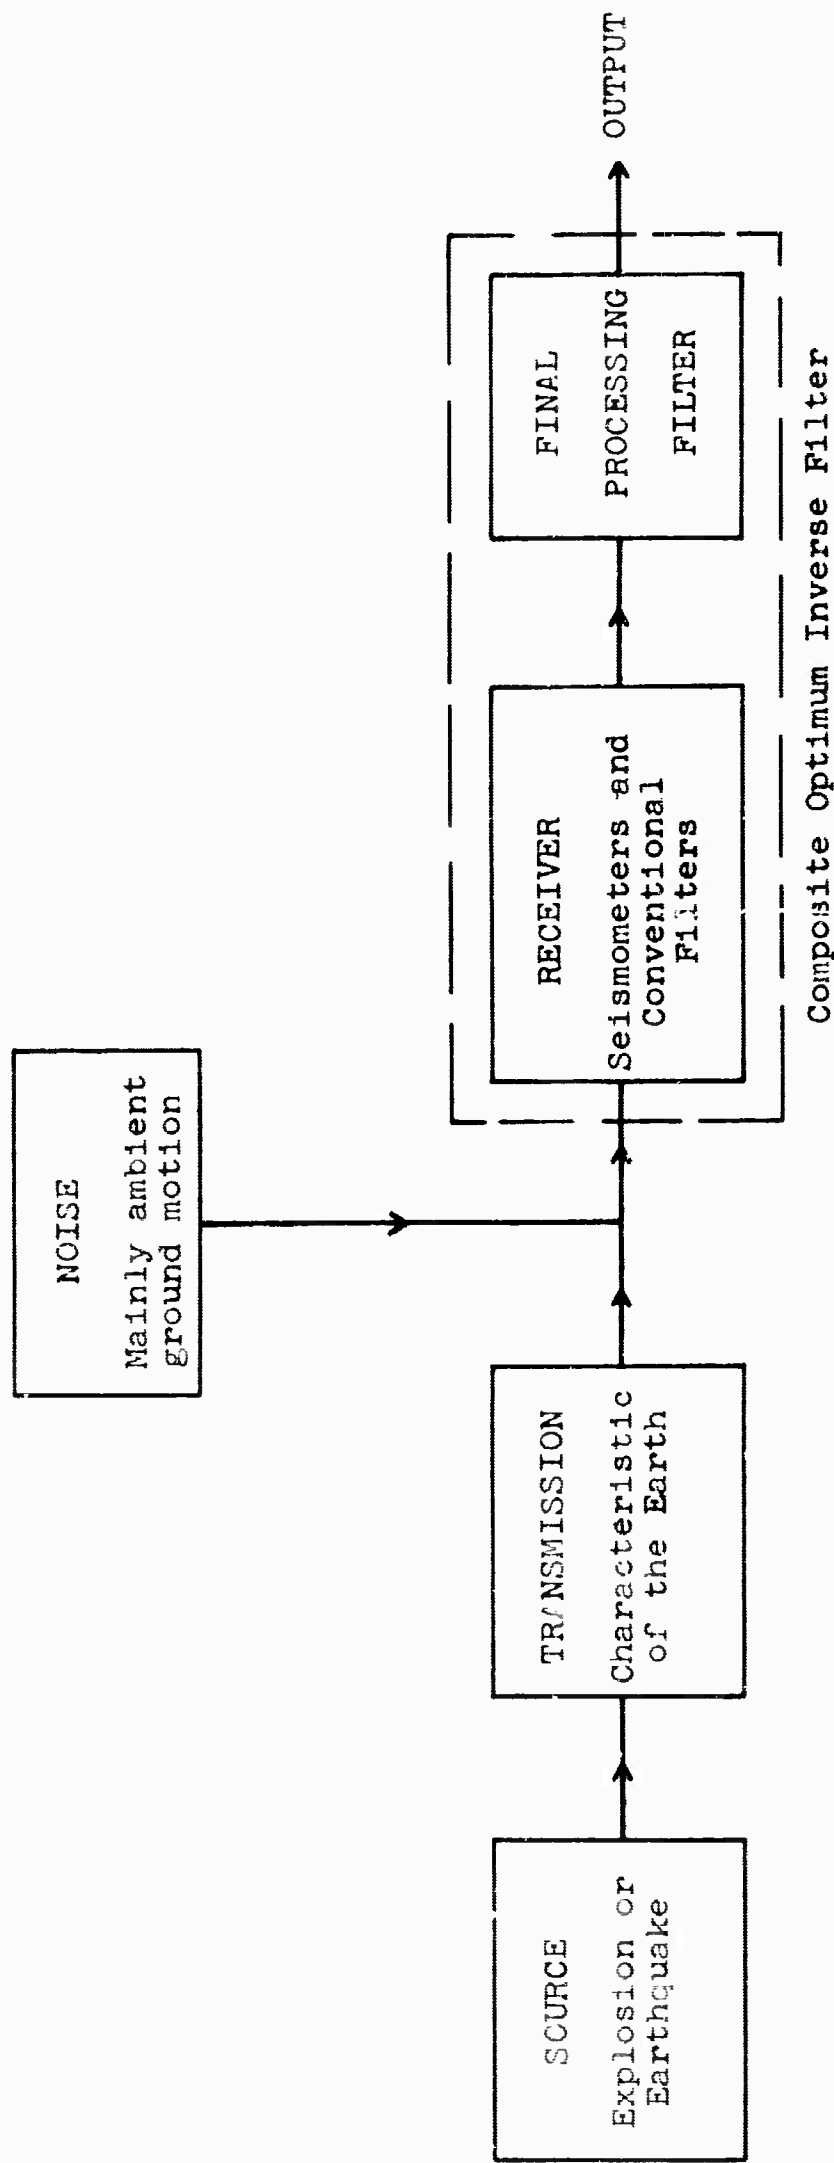 NOISE
Mainly ambient
ground motion
SCURCE
Explosion or
Earthquake
TRANSMISSION
Characteristic
of the Earth
RECEIVER
Seismometers and
Conventional
Filters
FINAL
PROCESSING
FILTER
OUTPUT
Composite Optimum Inverse Filter